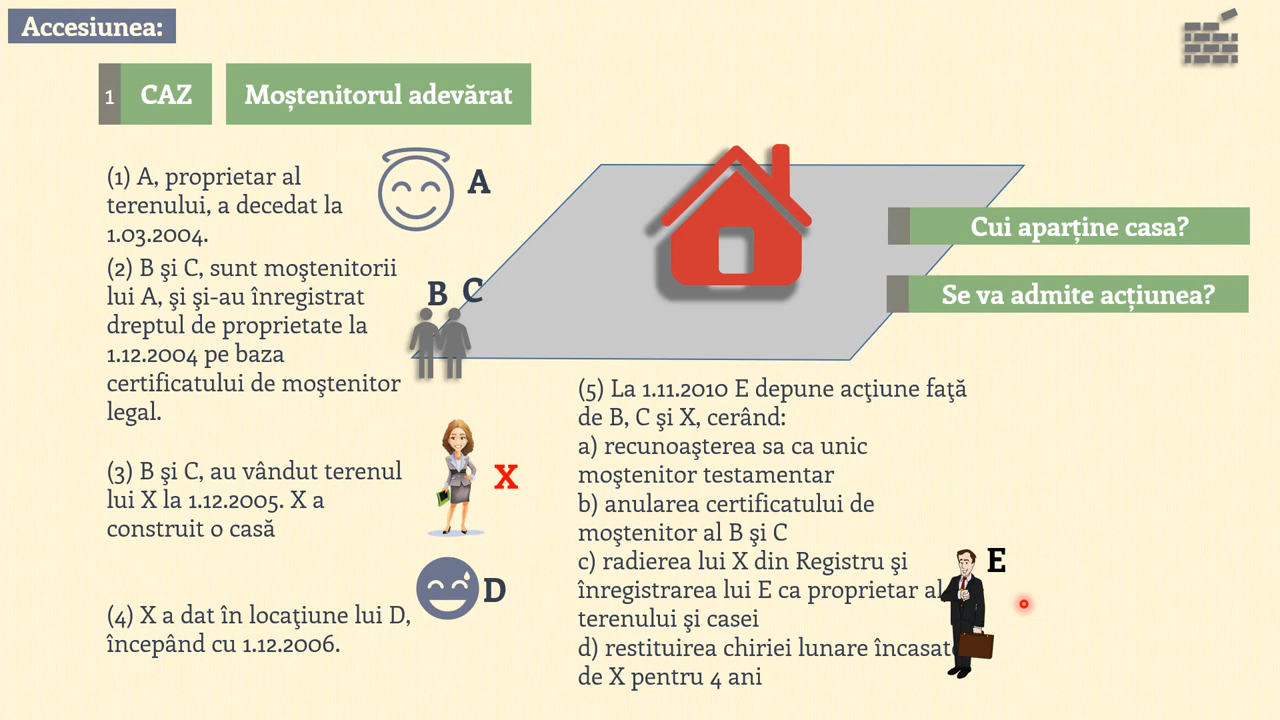 Accesiunea:
1 CAZ Moștenitorul adevărat
(1) A, proprietar al
terenului, a decedat la
1.03.2004.
A
(2) B şi C, sunt moştenitorii
lui A, şi şi-au înregistrat
dreptul de proprietate la
1.12.2004 pe baza
certificatului de moştenitor
legal.
B C
(3) B şi C, au vândut terenul
lui X la 1.12.2005. X a
construit o casă
X
(4) X a dat în locaţiune lui D,
începând cu 1.12.2006.
D
Cui aparține casa?
Se va admite acțiunea?
(5) La 1.11.2010 E depune acţiune faţă
de B, C şi X, cerând:
a) recunoaşterea sa ca unic
moştenitor testamentar
b) anularea certificatului de
moştenitor al B şi C
c) radierea lui X din Registru şi
înregistrarea lui E ca proprietar al
terenului şi casei
d) restituirea chiriei lunare încasate
de X pentru 4 ani
E